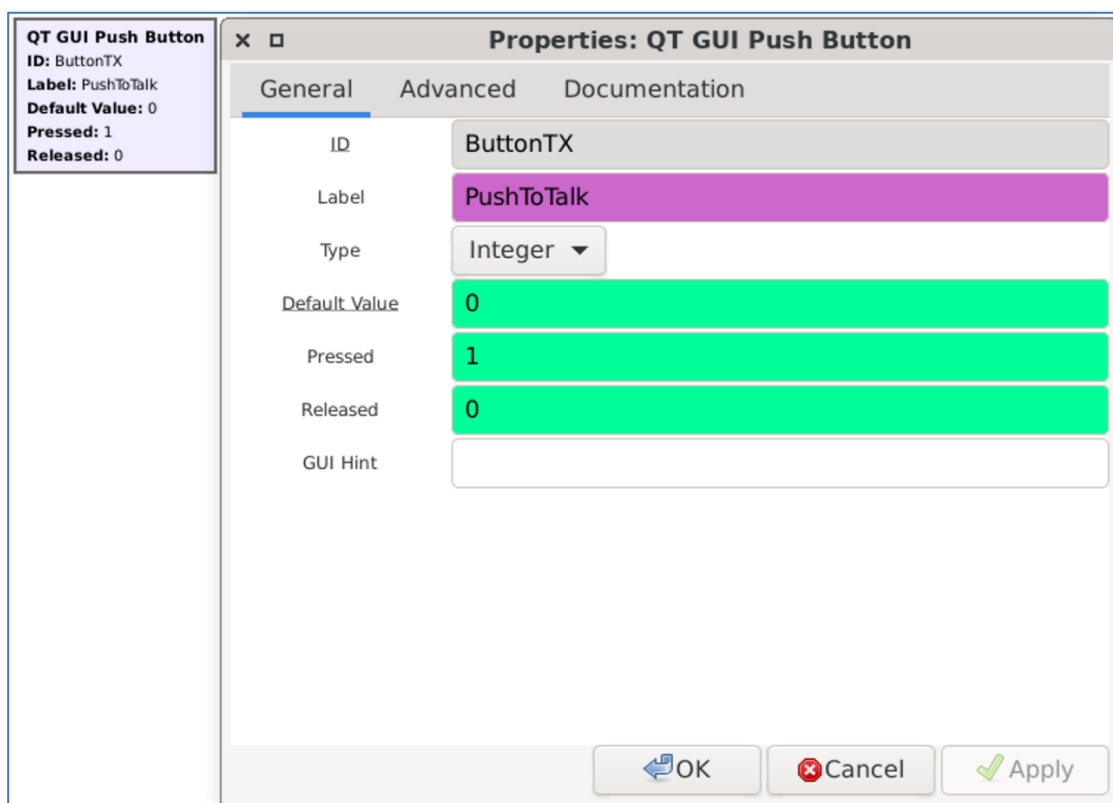 QT GUI Push Button
ID: ButtonTX
Label: PushToTalk
Default Value: 0
Pressed: 1
Released: 0
Properties: QT GUI Push Button
General Advanced Documentation
ID ButtonTX
Label PushToTalk
Type Integer
Default Value 0
Pressed 1
Released 0
GUI Hint
OK Cancel Apply